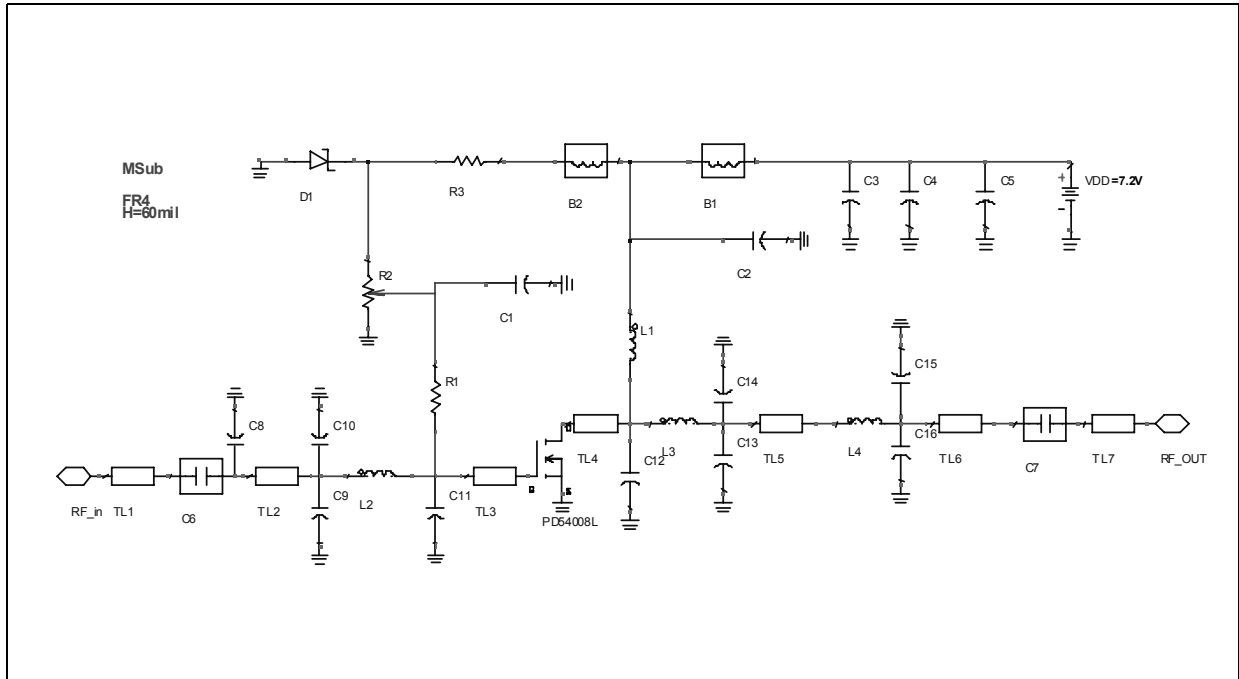 MSub
FR4
H=60mil
D1
R3
B2
B1
C3
C4
C5
+
VDD=7.2V
–
C2
R2
C1
L1
R1
C8
C10
C14
C15
TL4
L3
C13
TL5
L4
C16
TL6
C7
TL7
RF_OUT
C12
RF_in
TL1
C6
TL2
C9
L2
C11
TL3
PD54008L